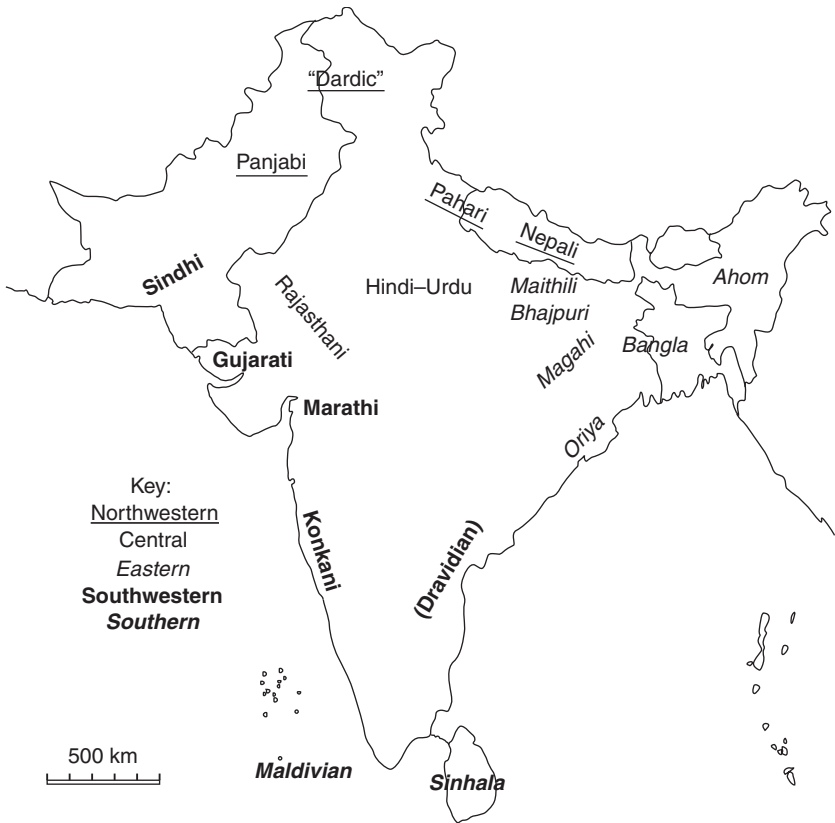 “Dardic”
Panjabi
Pahari
Nepali
Sindhi
Rajasthani
Hindi–Urdu
Maithili
Bhajpuri
Ahom
Gujarati
Magahi
Bangla
Marathi
Oriya
Key:
Northwestern
Central
Eastern
Southwestern
Southern
Konkani
(Dravidian)
500 km
Maldivian
Sinhala